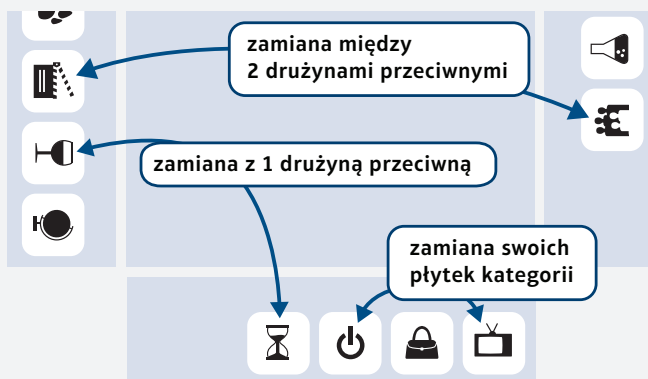 zamiana między
2 drużynami przeciwnymi
zamiana z 1 drużyną przeciwną
zamiana swoich
płytek kategorii